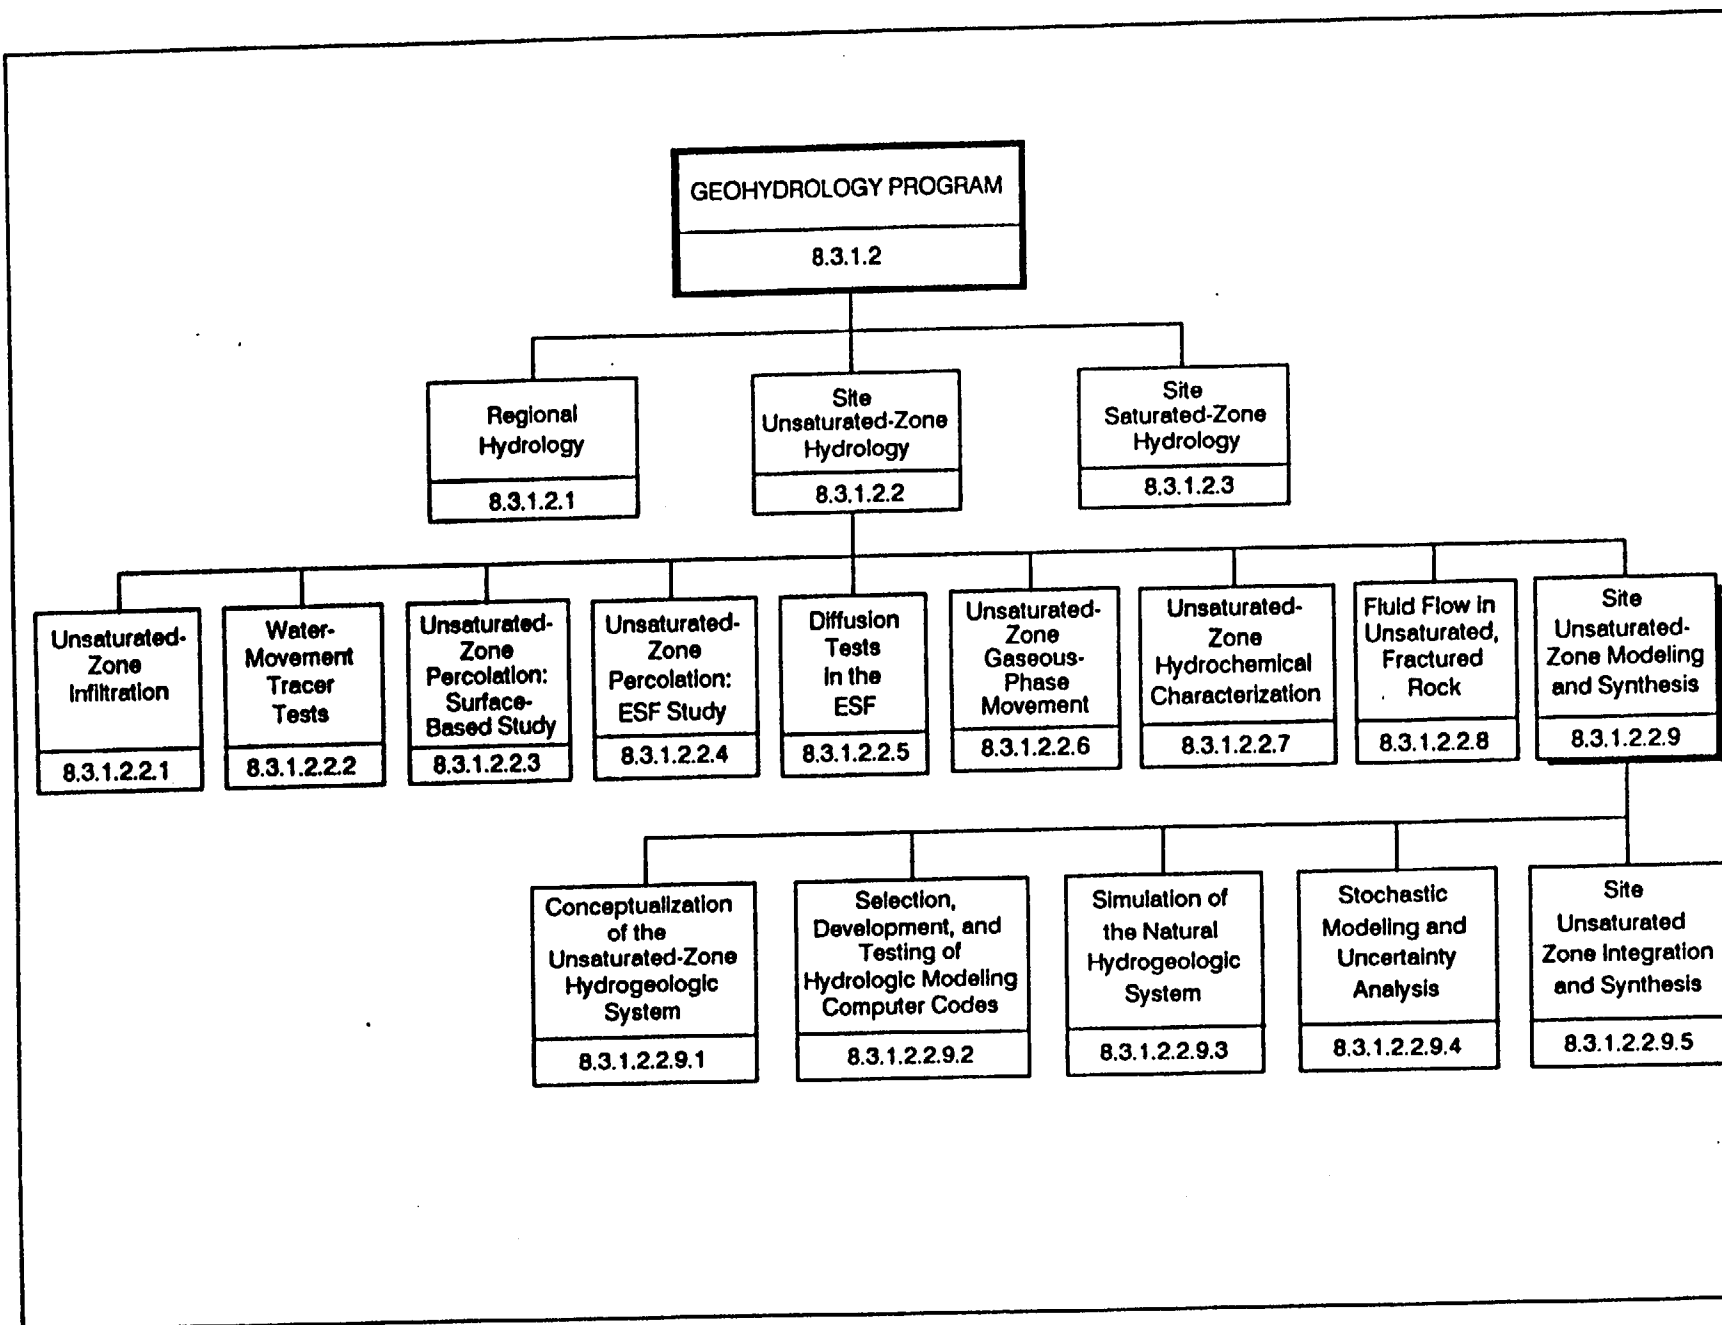 GEOHYDROLOGY PROGRAM
8.3.1.2
Regional
Hydrology
8.3.1.2.1
Site
Unsaturated-Zone
Hydrology
8.3.1.2.2
Site
Saturated-Zone
Hydrology
8.3.1.2.3
Unsaturated-
Zone
Infiltration
8.3.1.2.2.1
Water-
Movement
Tracer
Tests
8.3.1.2.2.2
Unsaturated-
Zone
Percolation:
Surface-
Based Study
8.3.1.2.2.3
Unsaturated-
Zone
Percolation:
ESF Study
8.3.1.2.2.4
Diffusion
Tests
in the
ESF
8.3.1.2.2.5
Unsaturated-
Zone
Gaseous-
Phase
Movement
8.3.1.2.2.6
Unsaturated-
Zone
Hydrochemical
Characterization
8.3.1.2.2.7
Fluid Flow in
Unsaturated,
Fractured
Rock
8.3.1.2.2.8
Site
Unsaturated-
Zone Modeling
and Synthesis
8.3.1.2.2.9
Conceptualization
of the
Unsaturated-Zone
Hydrogeologic
System
8.3.1.2.2.9.1
Selection,
Development, and
Testing of
Hydrologic Modeling
Computer Codes
8.3.1.2.2.9.2
Simulation of
the Natural
Hydrogeologic
System
8.3.1.2.2.9.3
Stochastic
Modeling and
Uncertainty
Analysis
8.3.1.2.2.9.4
Site
Unsaturated
Zone Integration
and Synthesis
8.3.1.2.2.9.5